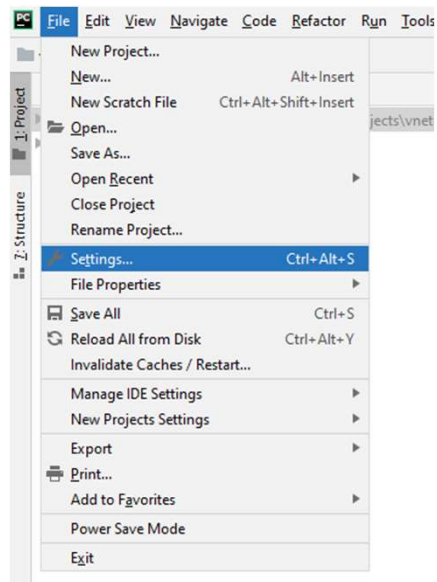 PC File Edit View Navigate Code Refactor Run Tools
New Project...
New... Alt+Insert
New Scratch File Ctrl+Alt+Shift+Insert
Open...
Save As...
Open Recent
Close Project
Rename Project...
Settings... Ctrl+Alt+S
File Properties
Save All Ctrl+S
Reload All from Disk Ctrl+Alt+Y
Invalidate Caches / Restart...
Manage IDE Settings
New Projects Settings
Export
Print...
Add to Favorites
Power Save Mode
Exit
1: Project
7: Structure
jects\vnet